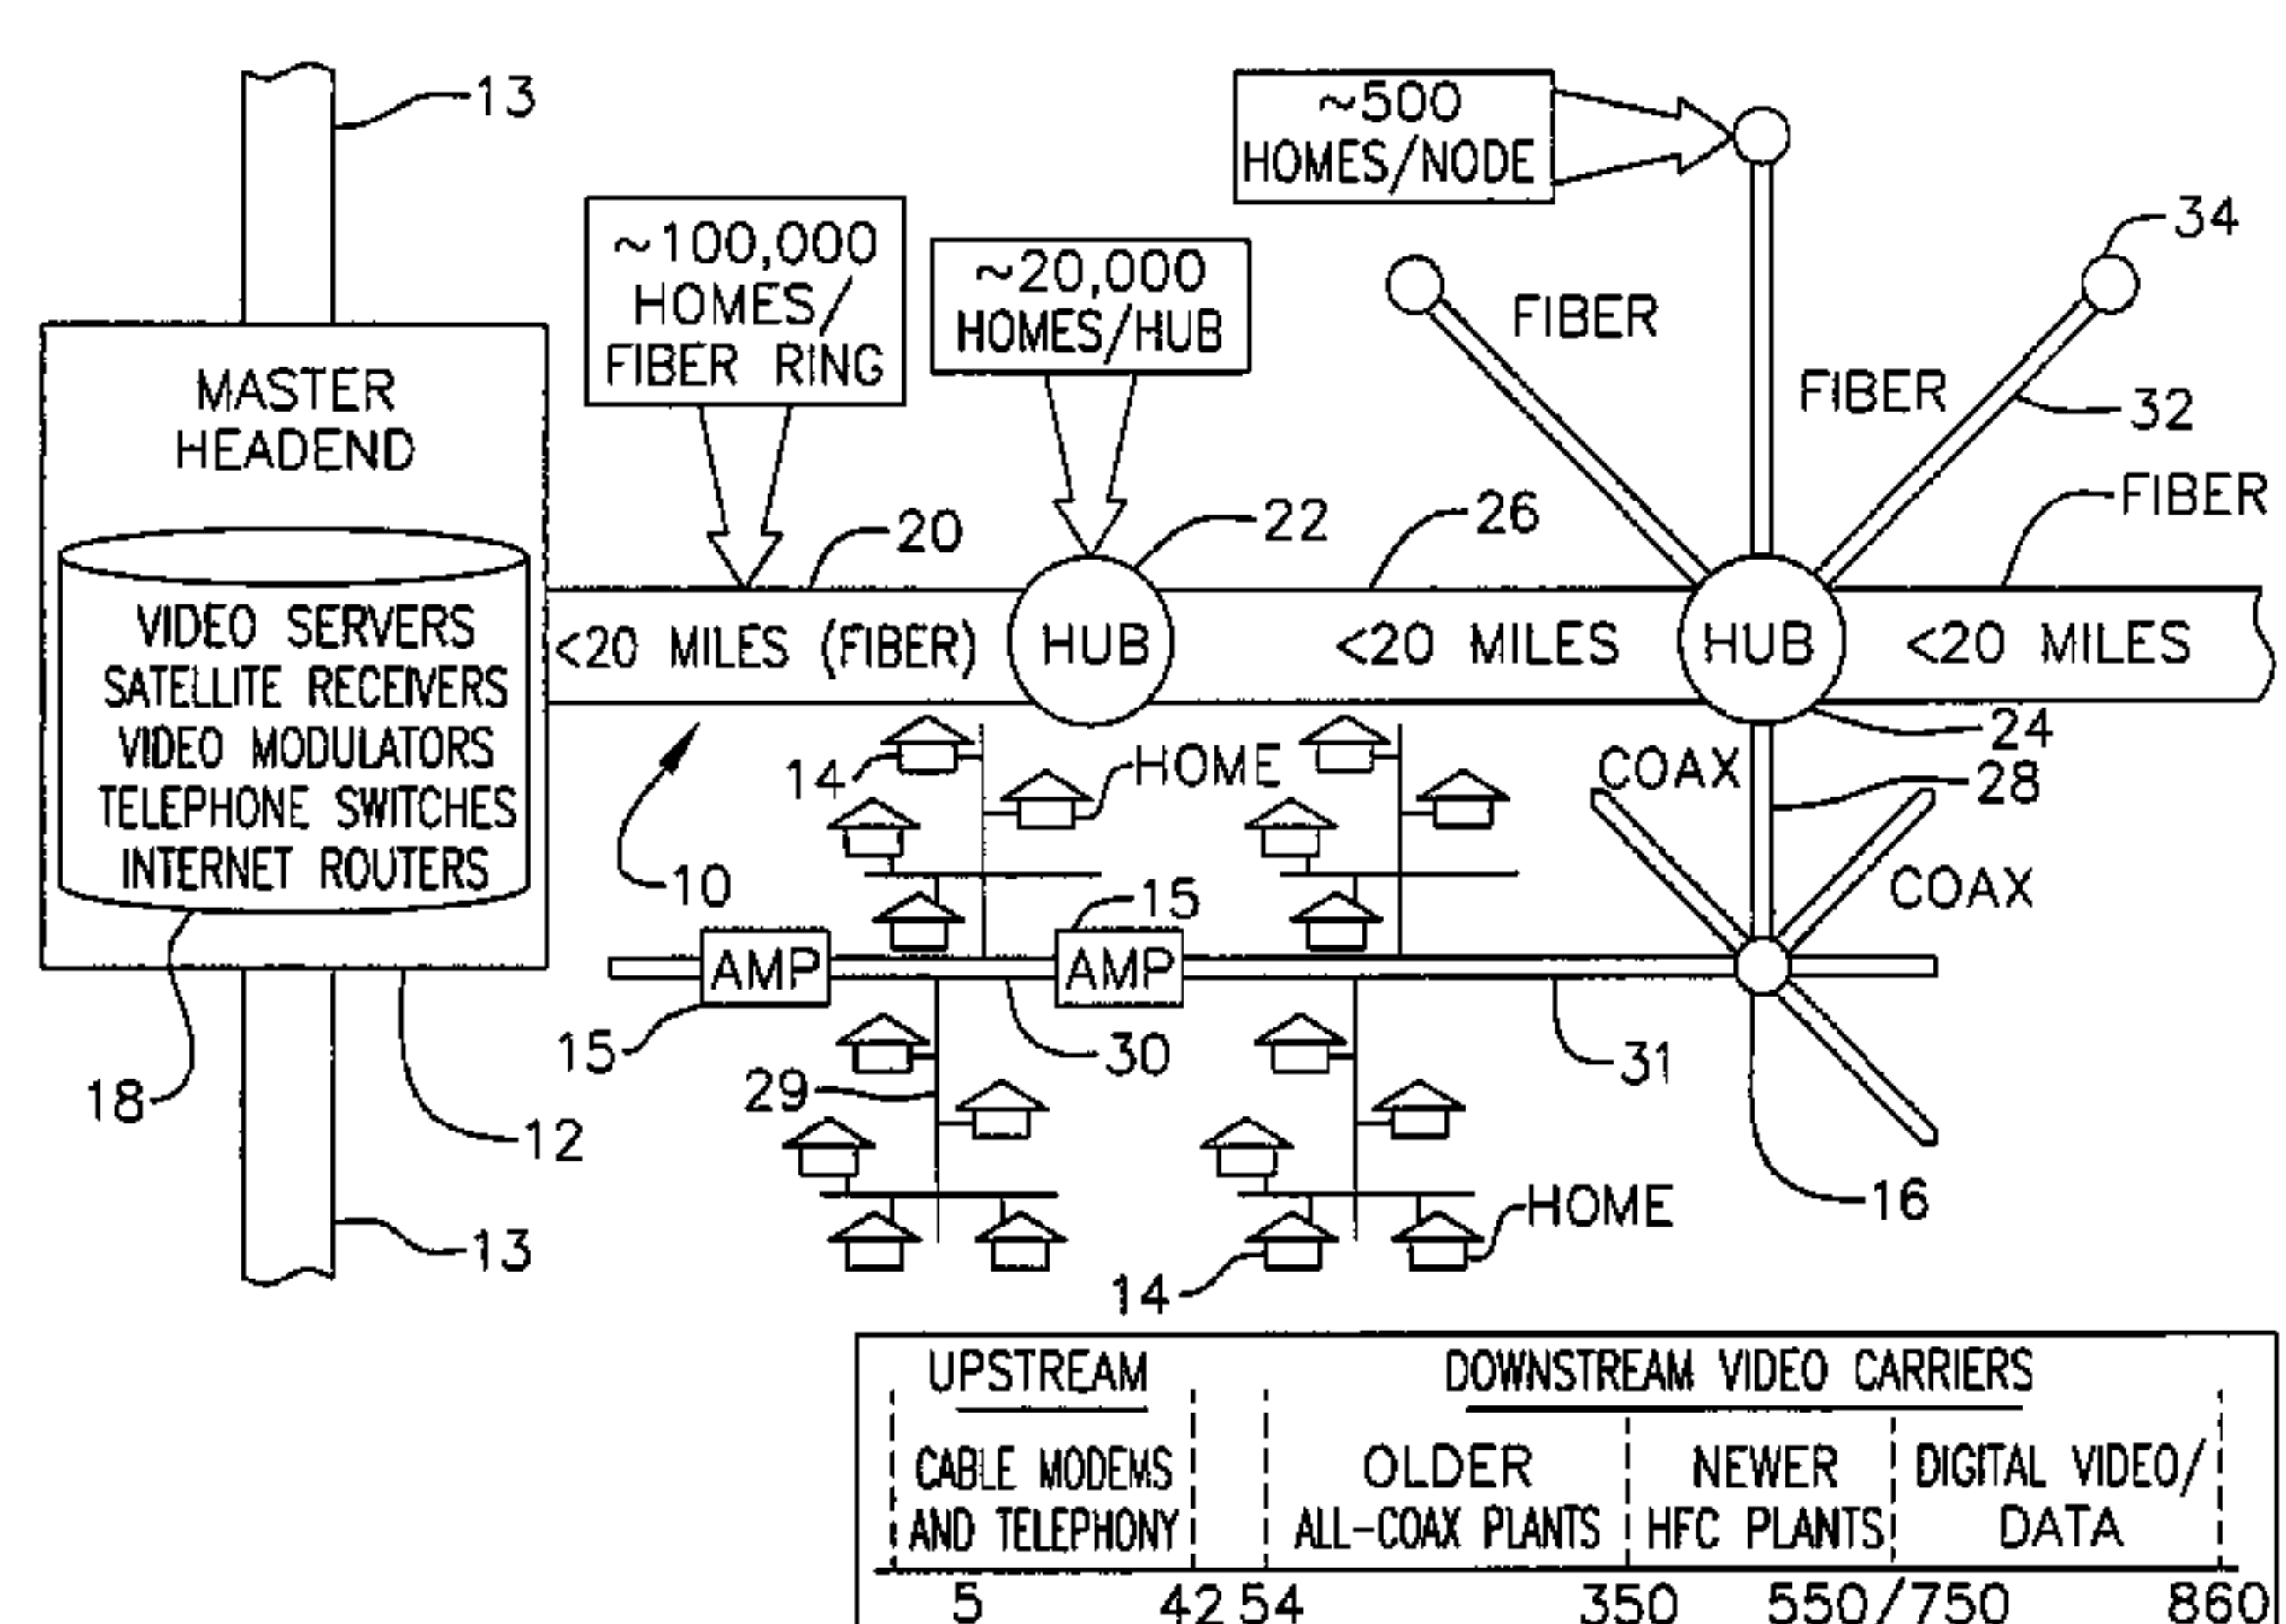 13
~500
HOMES/NODE
34
~100,000
HOMES/
FIBER RING
~20,000
HOMES/HUB
FIBER
FIBER
32
MASTER
HEADEND
FIBER
20
22
26
VIDEO SERVERS
SATELLITE RECEIVERS
VIDEO MODULATORS
TELEPHONE SWITCHES
INTERNET ROUTERS
<20 MILES (FIBER)
HUB
<20 MILES
HUB
<20 MILES
24
14
HOME
COAX
28
10
COAX
15
AMP
AMP
15
30
31
29
18
12
16
HOME
13
14
UPSTREAM
DOWNSTREAM VIDEO CARRIERS
CABLE MODEMS
AND TELEPHONY
OLDER
ALL-COAX PLANTS
NEWER
HFC PLANTS
DIGITAL VIDEO/
DATA
5 42 54 350 550/750 860